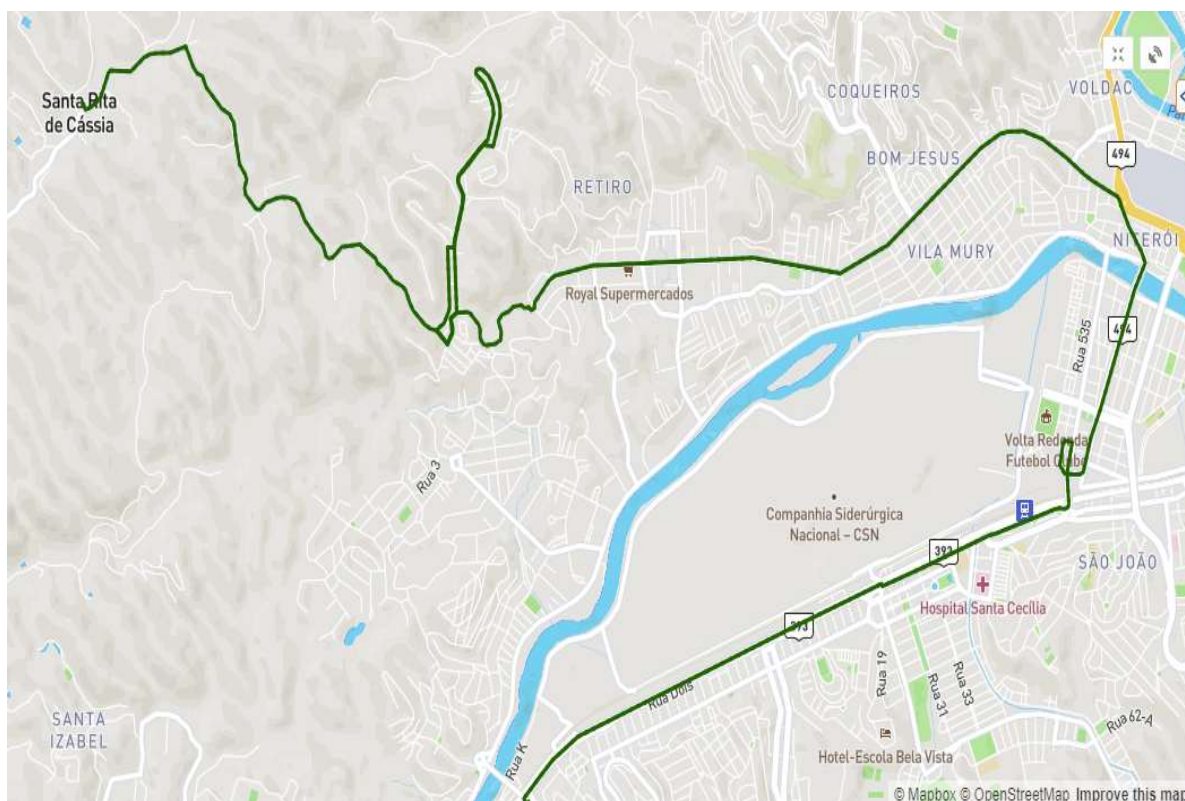 Santa Rita
de Cássia
COQUEIROS
VOLDAC
BOM JESUS
494
RETIRO
NITERÓI
VILA MURY
Royal Supermercados
494
Rua 535
Volta Redonda
Futebol Clube
Rua 3
Companhia Siderúrgica
Nacional – CSN
393
SÃO JOÃO
Hospital Santa Cecília
393
Rua 19
Rua 31
Rua 33
Rua Dois
SANTA
IZABEL
Rua K
Rua 62-A
Hotel-Escola Bela Vista
© Mapbox © OpenStreetMap Improve this map